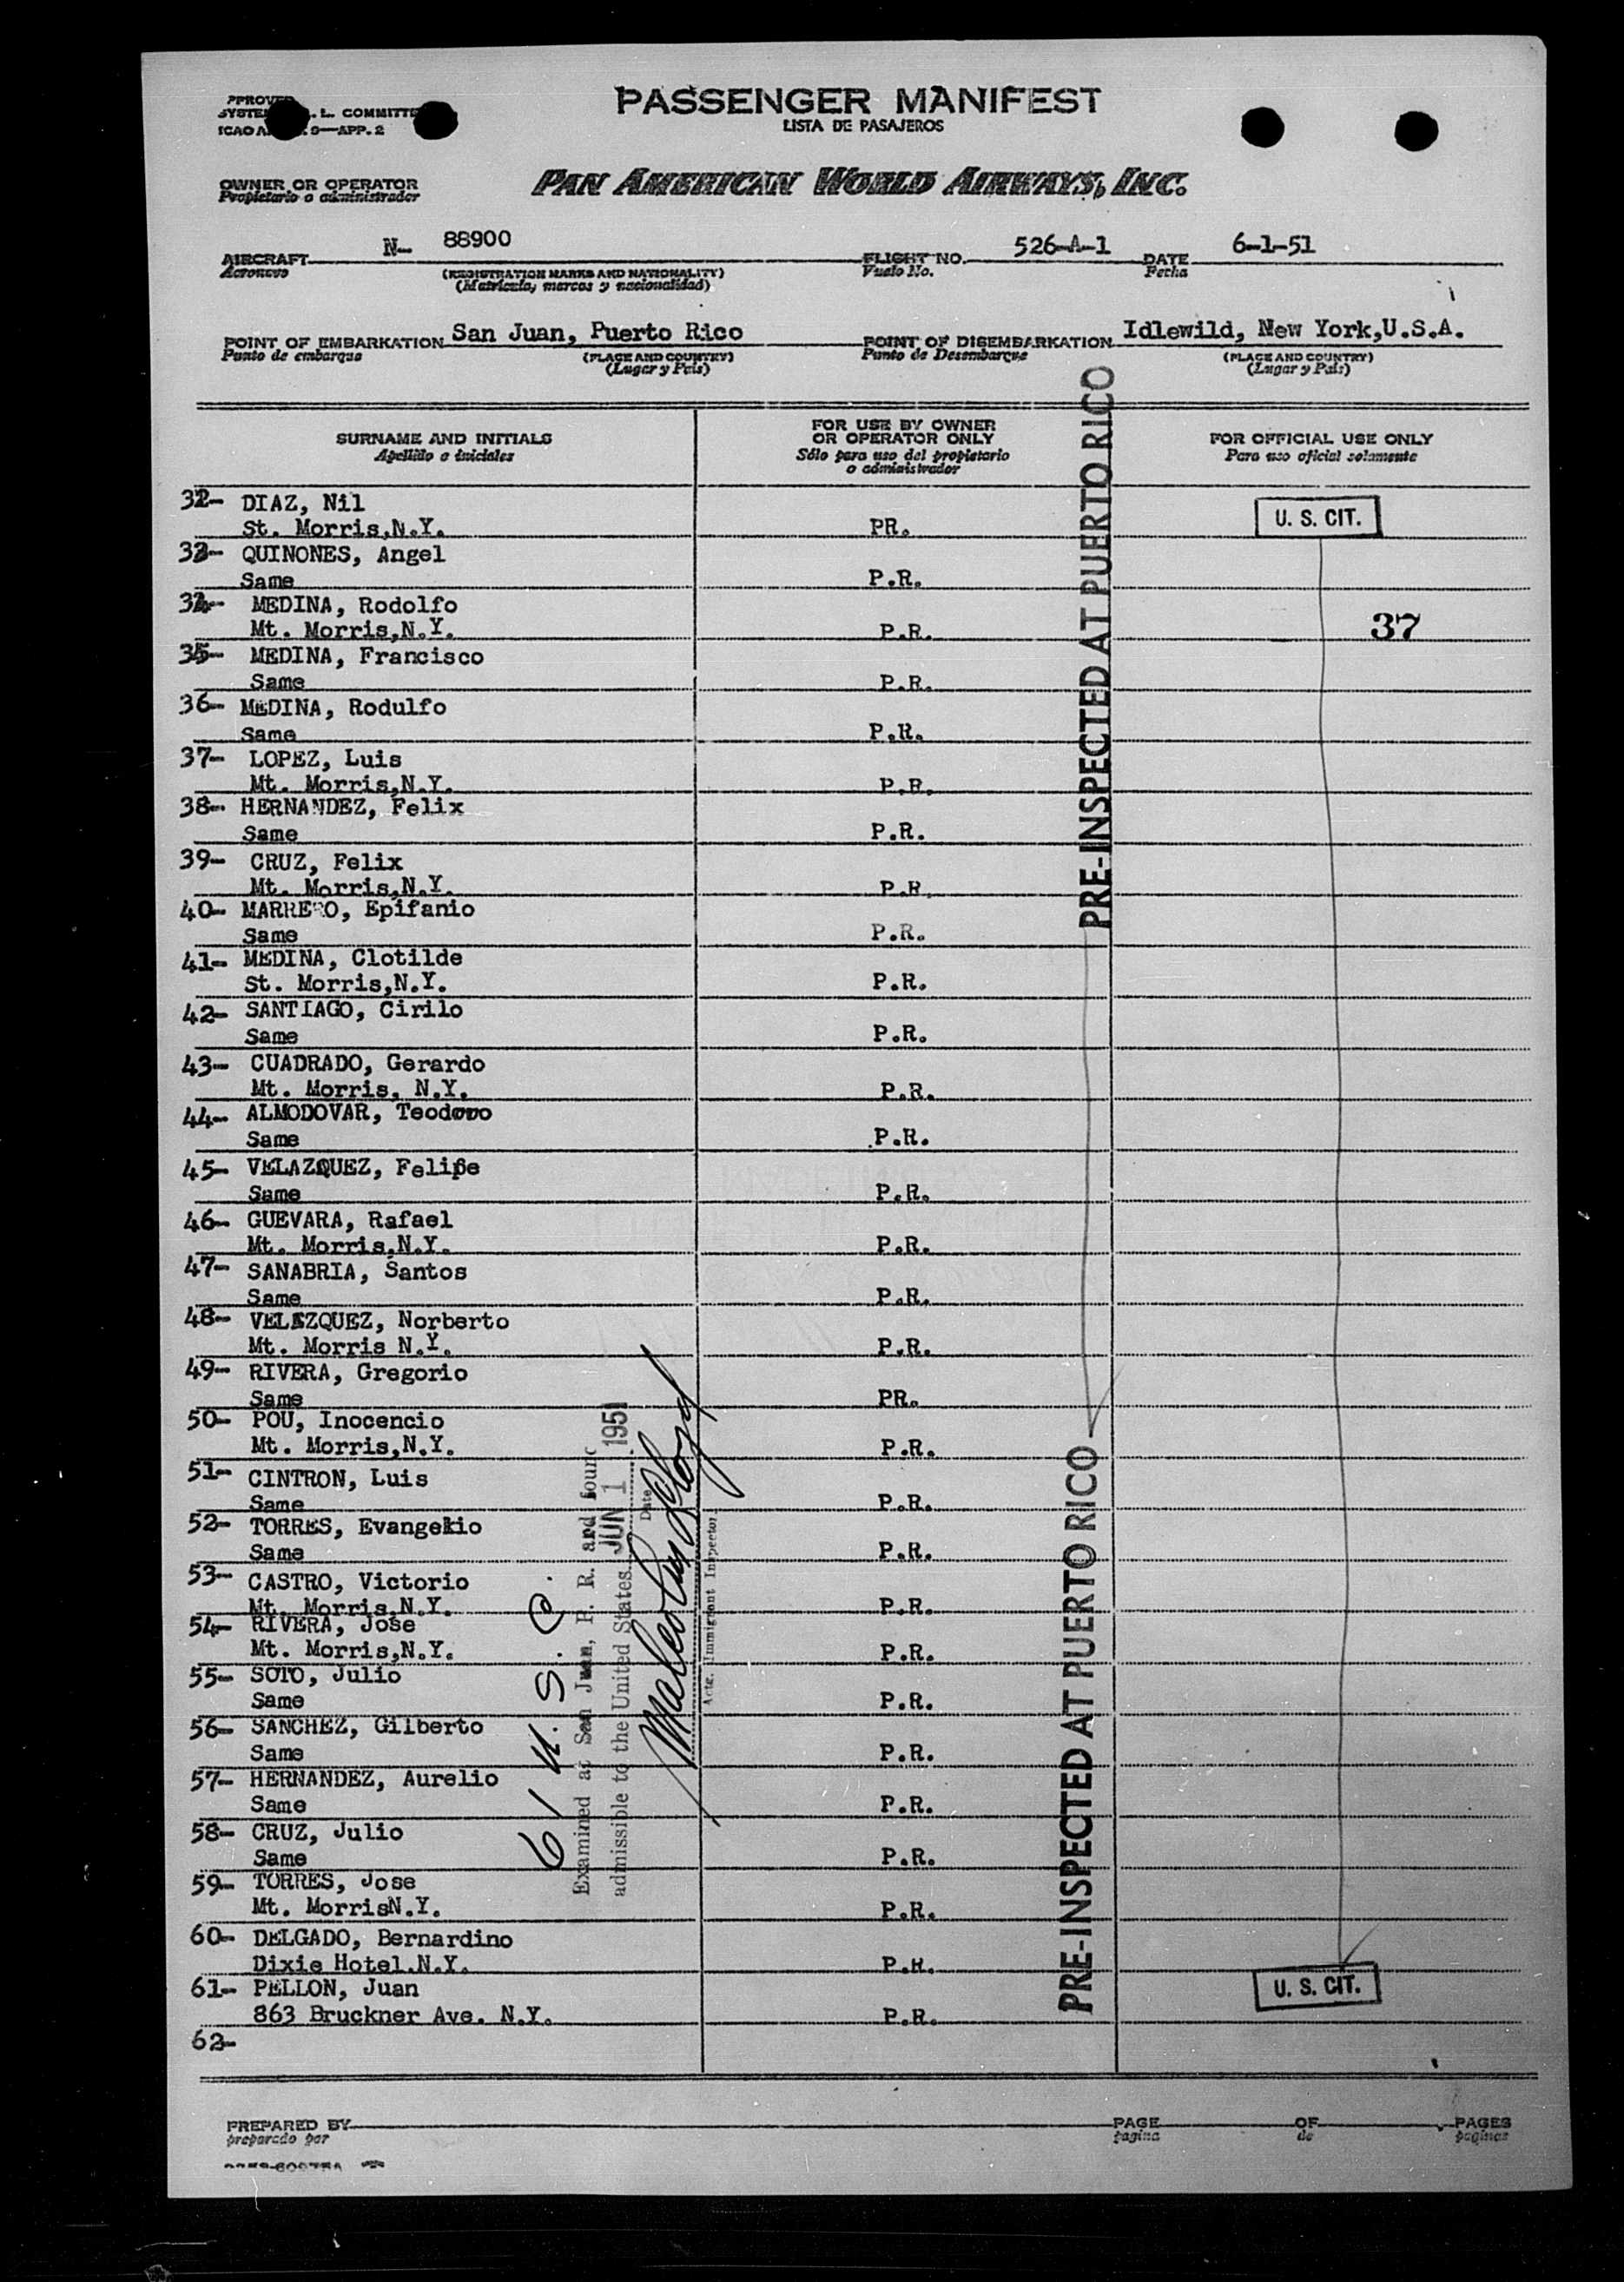 PASSENGER MANIFEST
LISTA DE PASAJEROS
L. COMMITTE
9—APP. 2
OWNER OR OPERATOR
Propietario o administrador
PAN AMERICAN WORLD AIRWAYS, INC.
AIRCRAFT N- 88900 FLIGHT NO. 526-A-1 DATE 6-1-51
Aeronave (REGISTRATION MARKS AND NATIONALITY) Vuelo No. Fecha
(Matricula, marcas y nacionalidad)
POINT OF EMBARKATION San Juan, Puerto Rico POINT OF DISEMBARKATION Idlewild, New York,U.S.A.
Punto de embarque (PLACE AND COUNTRY) Punto de Desembarque (PLACE AND COUNTRY)
(Lugar y País) (Lugar y País)
SURNAME AND INITIALS
Apellido e iniciales
FOR USE BY OWNER
OR OPERATOR ONLY
Sólo para uso del propietario
o administrador
FOR OFFICIAL USE ONLY
Para uso oficial solamente
32- DIAZ, Nil
St. Morris,N.Y. PR. U. S. CIT.
33- QUINONES, Angel
Same P.R.
34- MEDINA, Rodolfo
Mt. Morris,N.Y. P.R. 37
35- MEDINA, Francisco
Same P.R.
36- MEDINA, Rodulfo
Same P.R.
37- LOPEZ, Luis
Mt. Morris,N.Y. P.R.
38- HERNANDEZ, Felix
Same P.R.
39- CRUZ, Felix
Mt. Morris,N.Y. P.R
40- MARRERO, Epifanio
Same P.R.
41- MEDINA, Clotilde
St. Morris,N.Y. P.R.
42- SANTIAGO, Cirilo
Same P.R.
43- CUADRADO, Gerardo
Mt. Morris, N.Y. P.R.
44- ALMODOVAR, Teodoro
Same P.R.
45- VELAZQUEZ, Felipe
Same P.R.
46- GUEVARA, Rafael
Mt. Morris,N.Y. P.R.
47- SANABRIA, Santos
Same P.R.
48- VELAZQUEZ, Norberto
Mt. Morris N.Y. P.R.
49- RIVERA, Gregorio
Same PR.
50- POU, Inocencio
Mt. Morris,N.Y. P.R.
51- CINTRON, Luis
Same P.R.
52- TORRES, Evangelio
Same P.R.
53- CASTRO, Victorio
Mt. Morris,N.Y. P.R.
54- RIVERA, Jose
Mt. Morris,N.Y. P.R.
55- SOTO, Julio
Same P.R.
56- SANCHEZ, Gilberto
Same P.R.
57- HERNANDEZ, Aurelio
Same P.R.
58- CRUZ, Julio
Same P.R.
59- TORRES, Jose
Mt. MorrisN.Y. P.R.
60- DELGADO, Bernardino
Dixie Hotel.N.Y. P.R.
61- PELLON, Juan U. S. CIT.
863 Bruckner Ave. N.Y. P.R.
62-
PRE-INSPECTED AT PUERTO RICO
PRE-INSPECTED AT PUERTO RICO
61 U. S. C.
Examined at San Juan, P. R. and found
admissible to the United States JUN 1 1951
Date
Actg. Immigrant Inspector
PREPARED BY PAGE OF PAGES
preparado por pagina de paginas